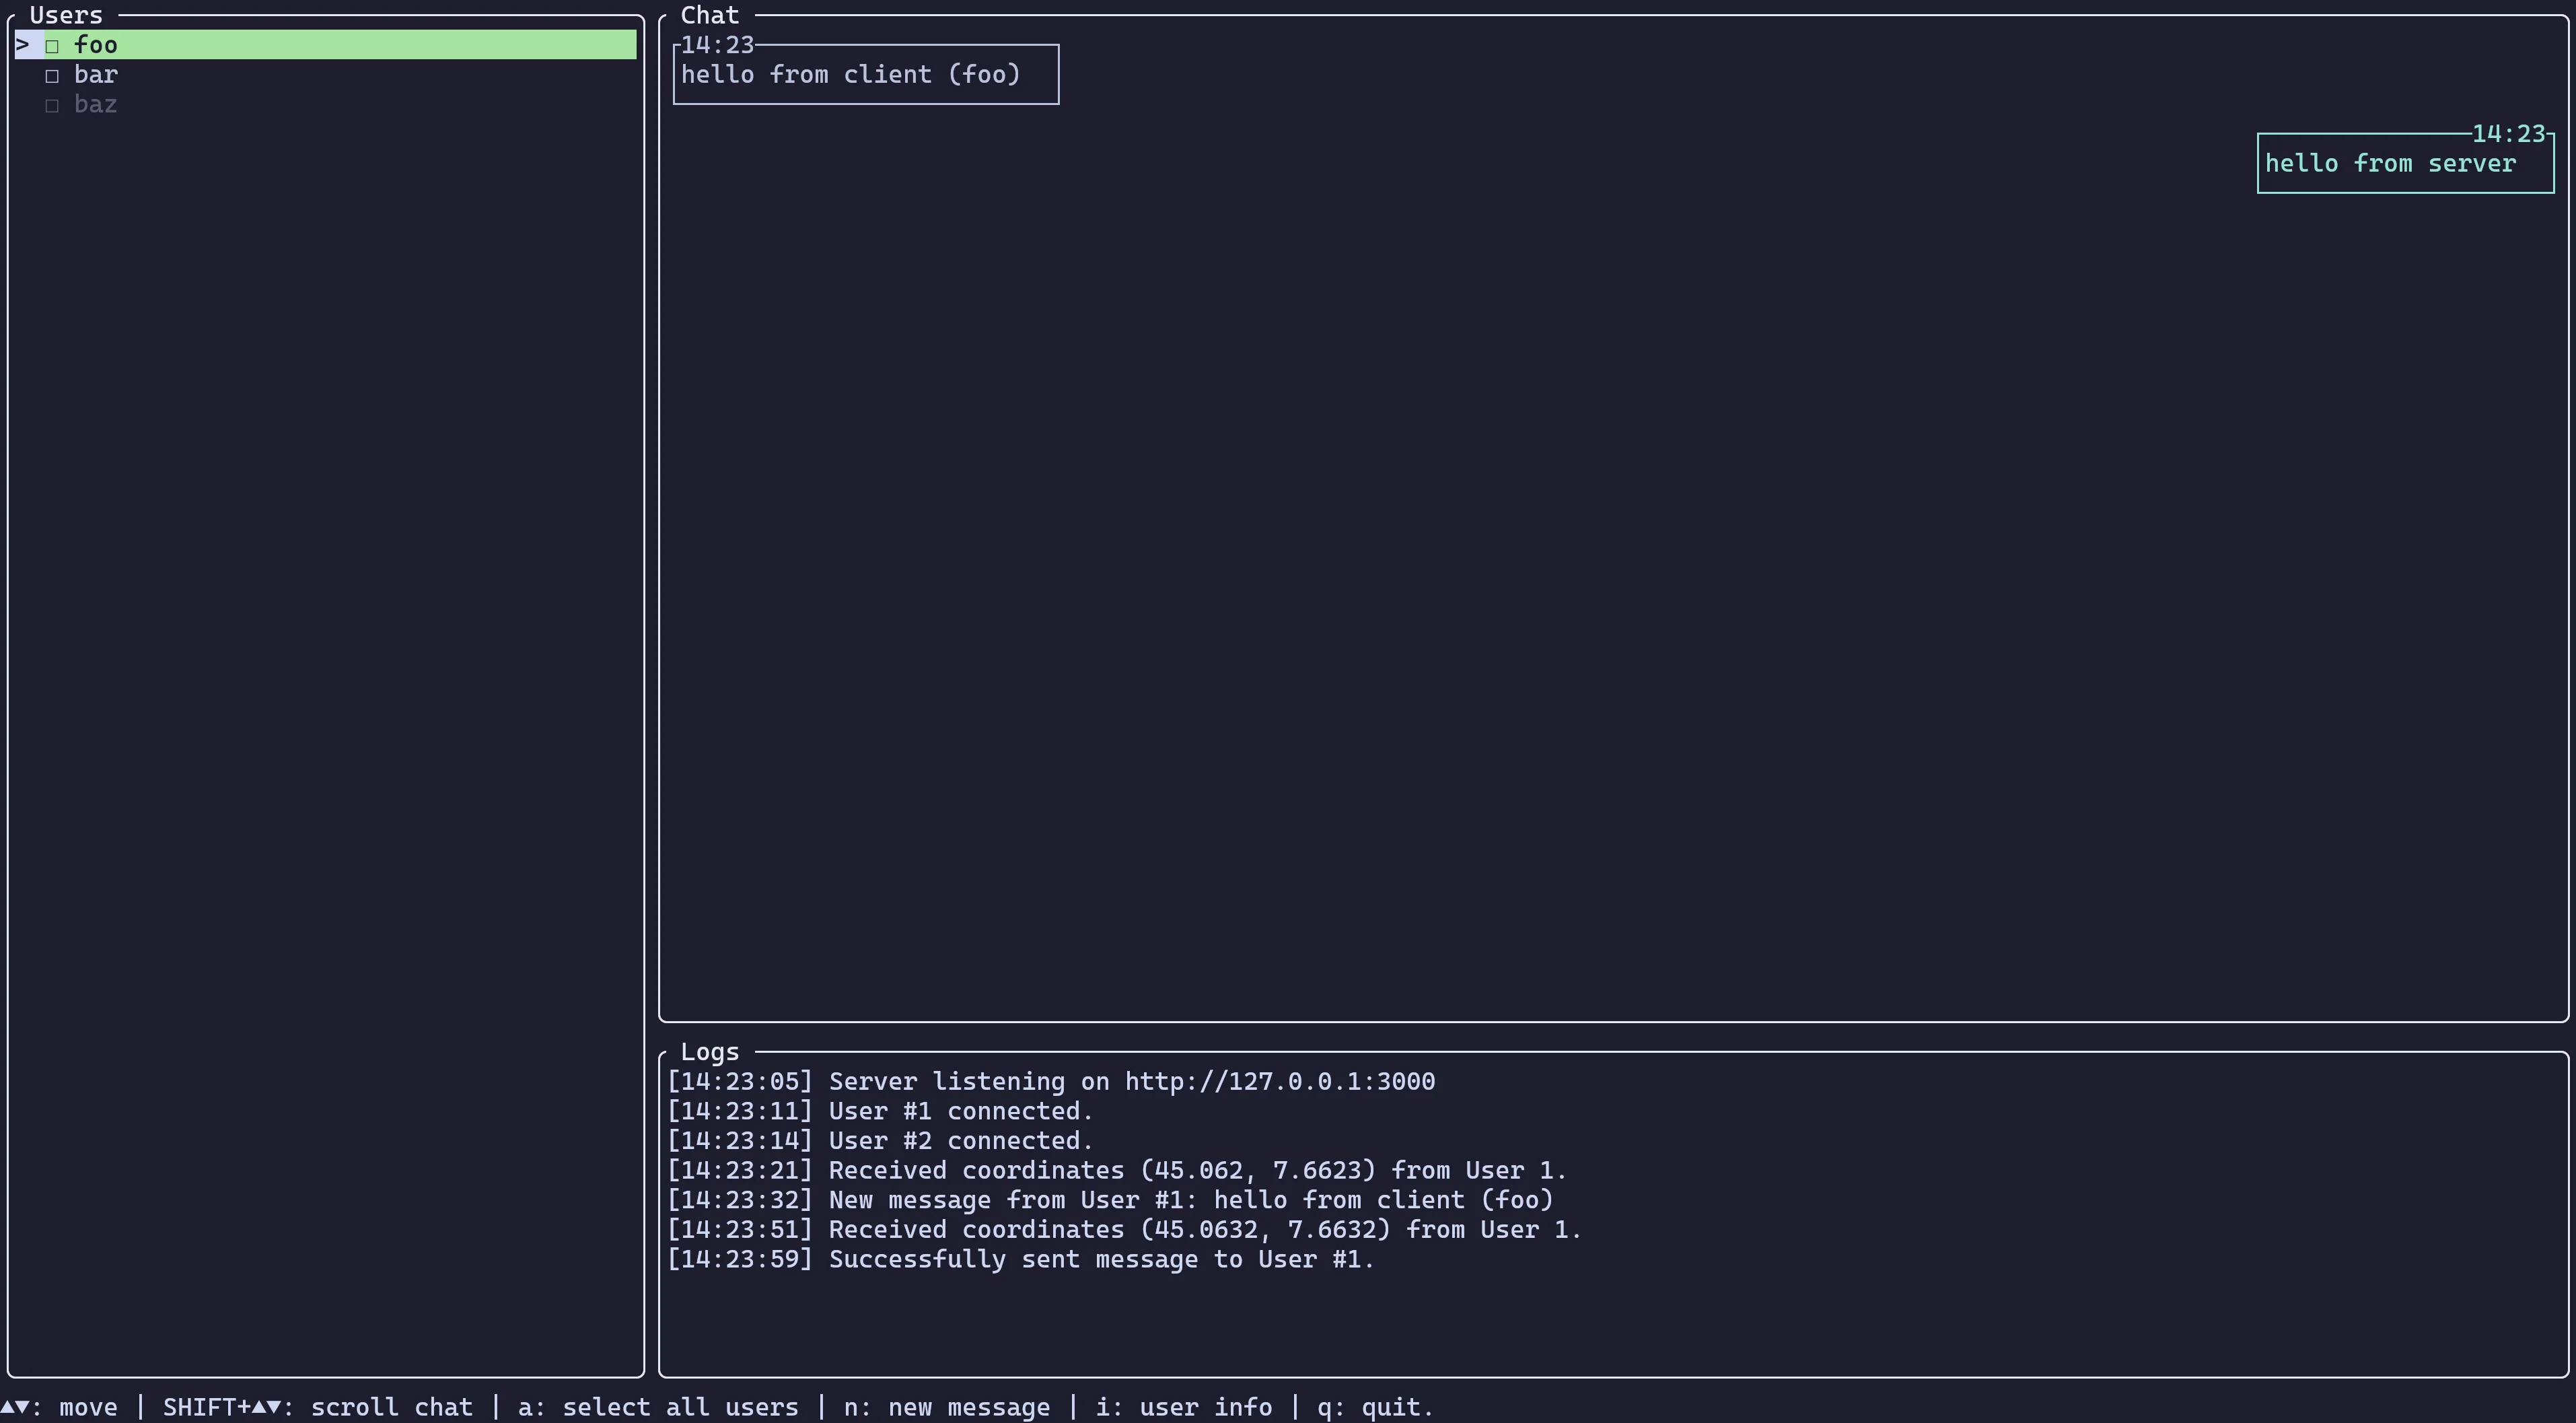 Users
> □ foo
□ bar
□ baz
Chat
14:23
hello from client (foo)
14:23
hello from server
Logs
[14:23:05] Server listening on http://127.0.0.1:3000
[14:23:11] User #1 connected.
[14:23:14] User #2 connected.
[14:23:21] Received coordinates (45.062, 7.6623) from User 1.
[14:23:32] New message from User #1: hello from client (foo)
[14:23:51] Received coordinates (45.0632, 7.6632) from User 1.
[14:23:59] Successfully sent message to User #1.
▲▼: move | SHIFT+▲▼: scroll chat | a: select all users | n: new message | i: user info | q: quit.